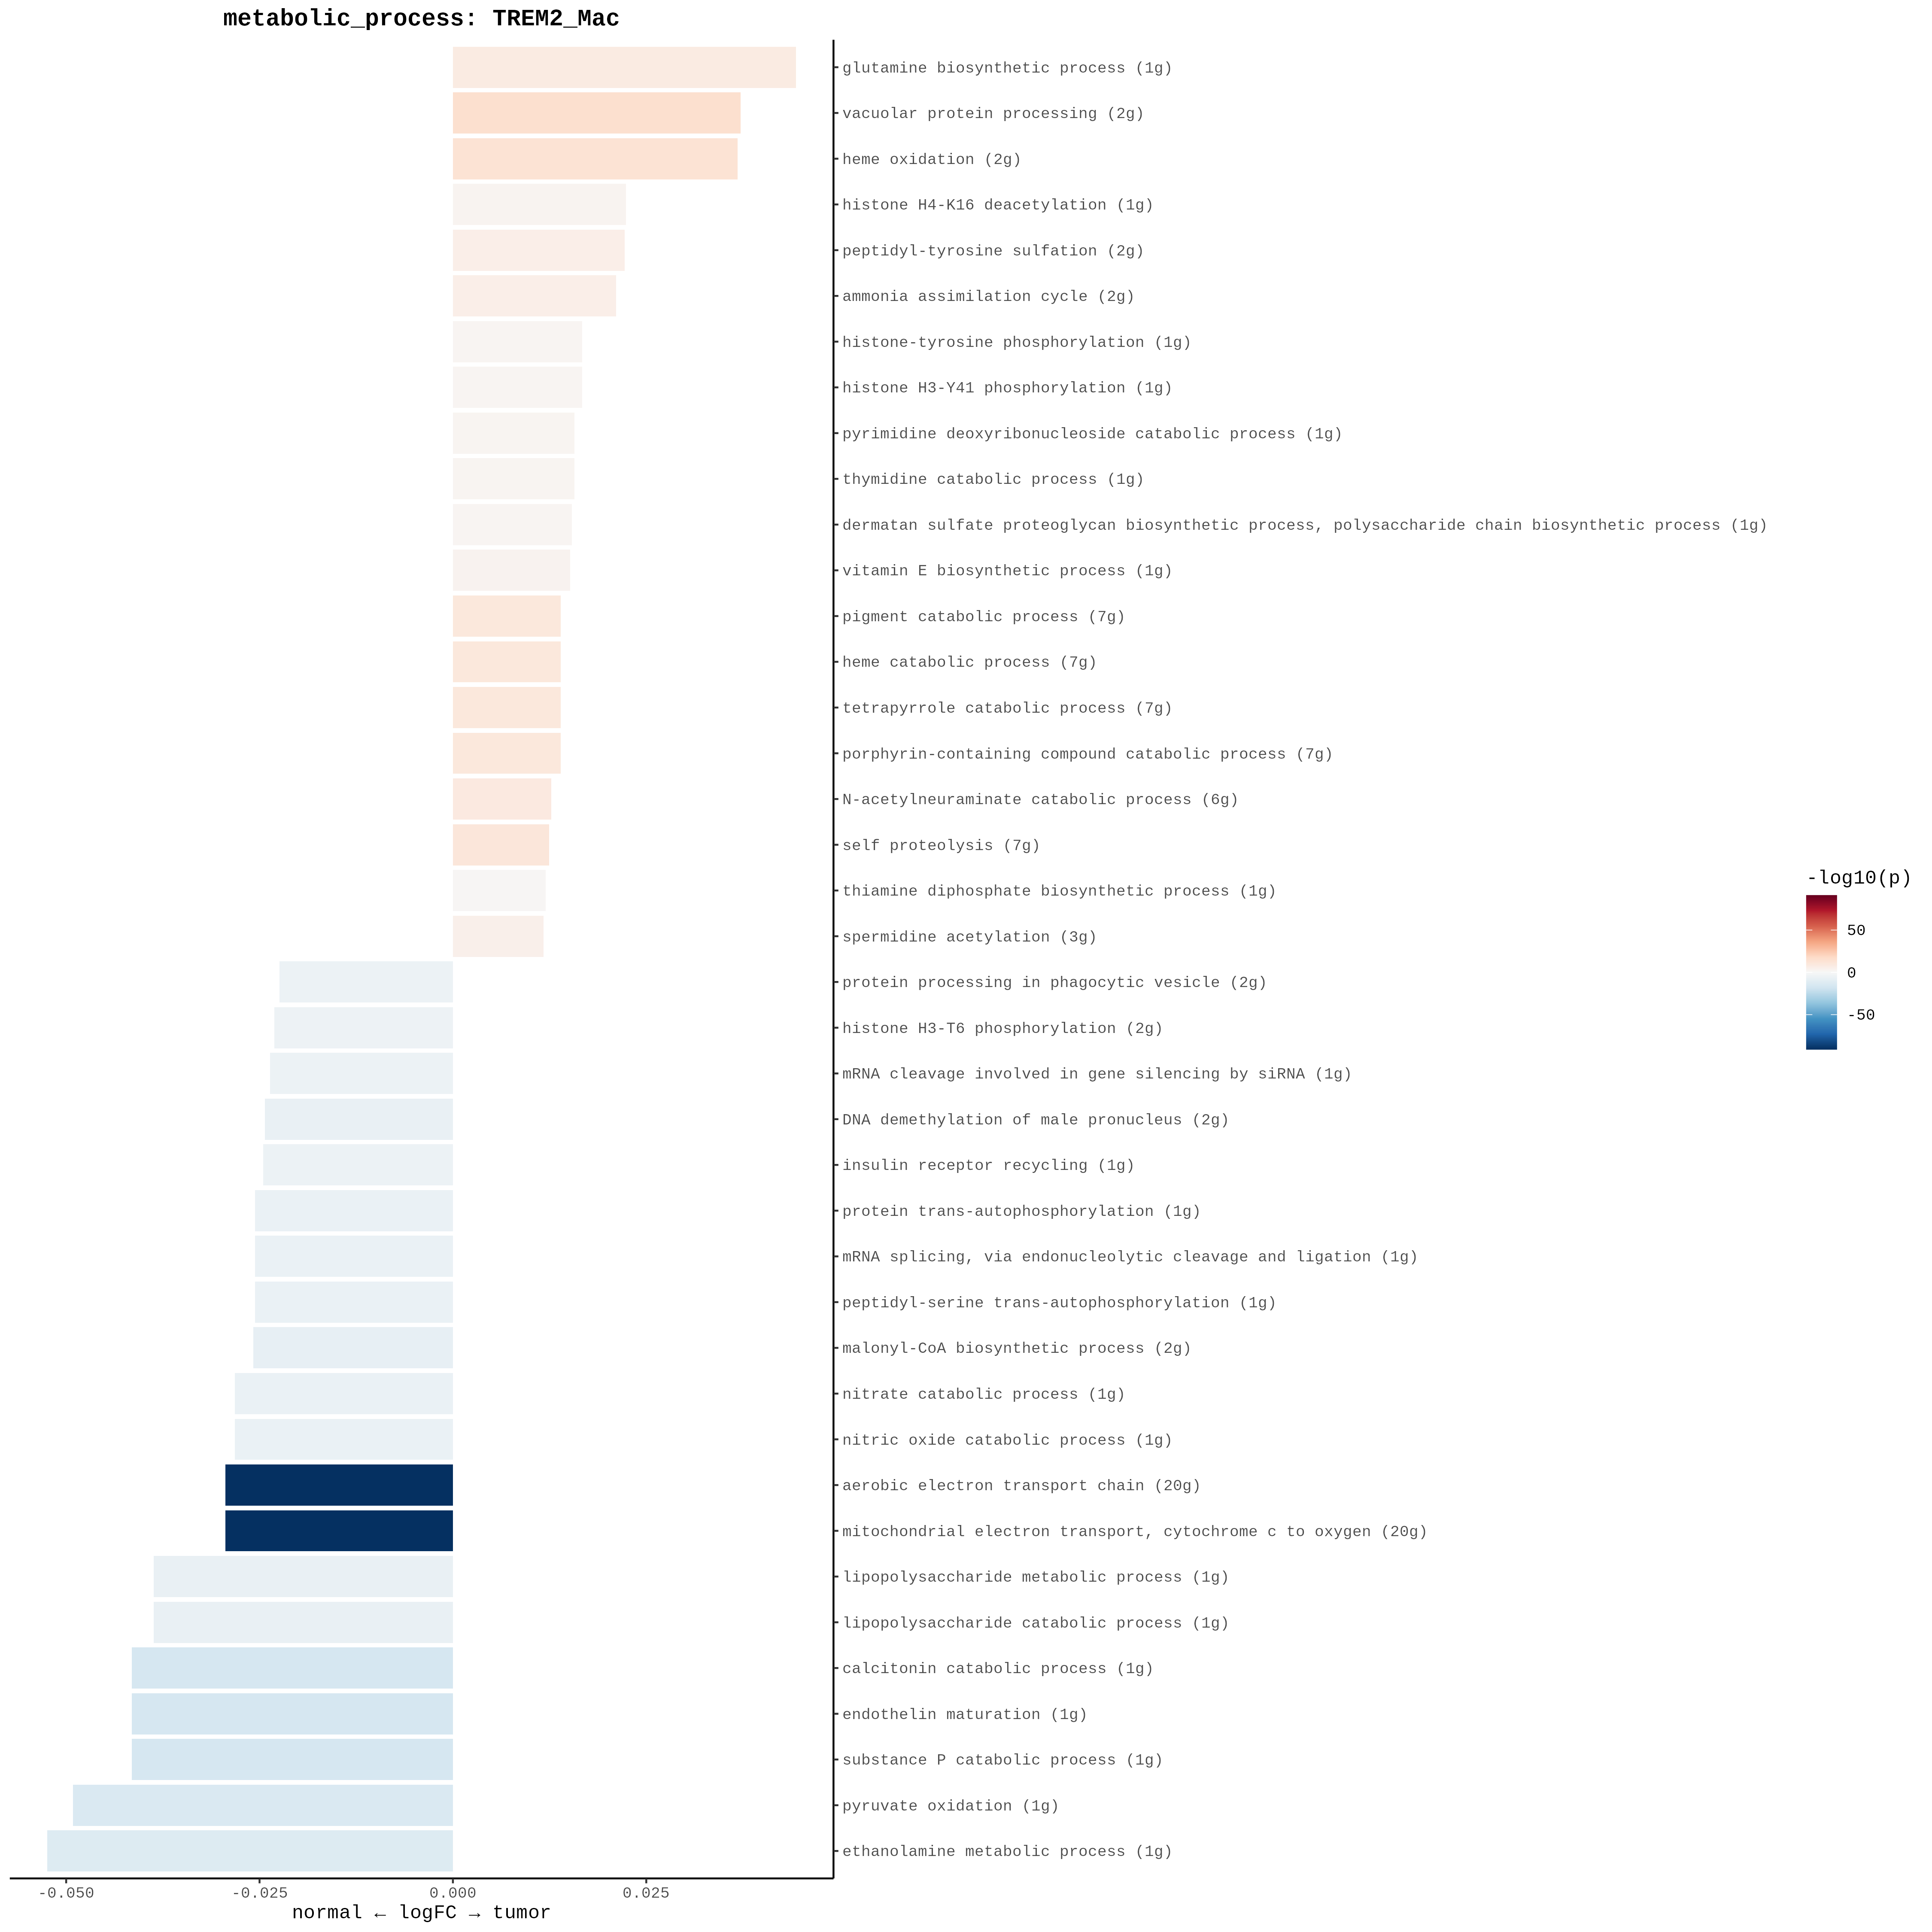 metabolic_process: TREM2_Mac
glutamine biosynthetic process (1g)
vacuolar protein processing (2g)
heme oxidation (2g)
histone H4-K16 deacetylation (1g)
peptidyl-tyrosine sulfation (2g)
ammonia assimilation cycle (2g)
histone-tyrosine phosphorylation (1g)
histone H3-Y41 phosphorylation (1g)
pyrimidine deoxyribonucleoside catabolic process (1g)
thymidine catabolic process (1g)
dermatan sulfate proteoglycan biosynthetic process, polysaccharide chain biosynthetic process (1g)
vitamin E biosynthetic process (1g)
pigment catabolic process (7g)
heme catabolic process (7g)
tetrapyrrole catabolic process (7g)
porphyrin-containing compound catabolic process (7g)
N-acetylneuraminate catabolic process (6g)
self proteolysis (7g)
thiamine diphosphate biosynthetic process (1g)
spermidine acetylation (3g)
protein processing in phagocytic vesicle (2g)
histone H3-T6 phosphorylation (2g)
mRNA cleavage involved in gene silencing by siRNA (1g)
DNA demethylation of male pronucleus (2g)
insulin receptor recycling (1g)
protein trans-autophosphorylation (1g)
mRNA splicing, via endonucleolytic cleavage and ligation (1g)
peptidyl-serine trans-autophosphorylation (1g)
malonyl-CoA biosynthetic process (2g)
nitrate catabolic process (1g)
nitric oxide catabolic process (1g)
aerobic electron transport chain (20g)
mitochondrial electron transport, cytochrome c to oxygen (20g)
lipopolysaccharide metabolic process (1g)
lipopolysaccharide catabolic process (1g)
calcitonin catabolic process (1g)
endothelin maturation (1g)
substance P catabolic process (1g)
pyruvate oxidation (1g)
ethanolamine metabolic process (1g)
-0.050 -0.025 0.000 0.025
normal ← logFC → tumor
-log10(p)
50
0
-50